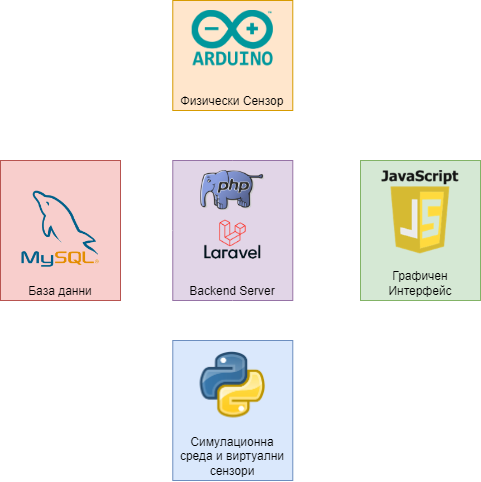 ARDUINO
Физически Сензор
MySQL
База данни
php
Laravel
Backend Server
JavaScript
JS
Графичен
Интерфейс
Симулационна
среда и виртуални
сензори